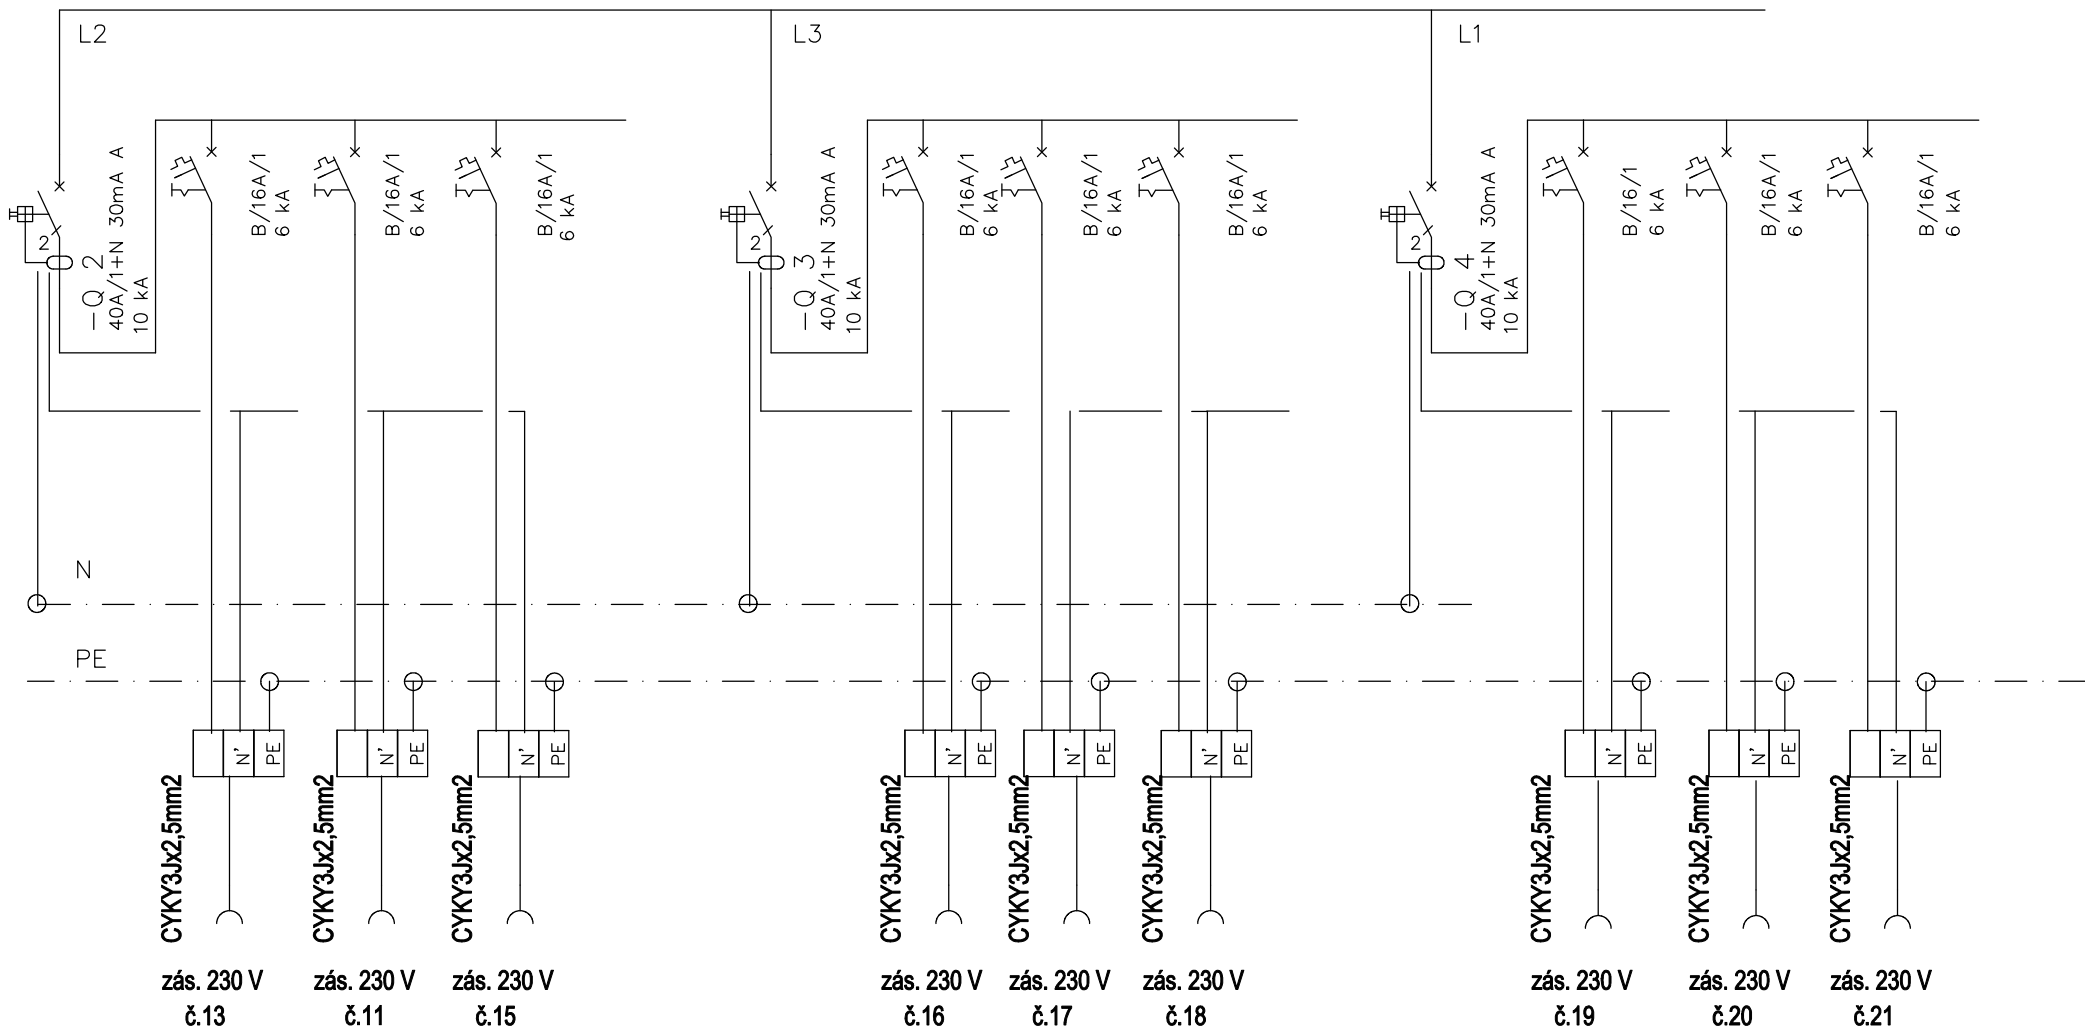 L2
L3
L1
-Q 2
40A/1+N 30mA A
10 kA
B/16A/1
6 kA
B/16A/1
6 kA
B/16A/1
6 kA
2
-Q 3
40A/1+N 30mA A
10 kA
B/16A/1
6 kA
B/16A/1
6 kA
B/16A/1
6 kA
2
-Q 4
40A/1+N 30mA A
10 kA
B/16/1
6 kA
B/16A/1
6 kA
B/16A/1
6 kA
2
N
PE
N' PE
N' PE
N' PE
N' PE
N' PE
N' PE
N' PE
N' PE
N' PE
CYKY3Jx2,5mm2
CYKY3Jx2,5mm2
CYKY3Jx2,5mm2
CYKY3Jx2,5mm2
CYKY3Jx2,5mm2
CYKY3Jx2,5mm2
CYKY3Jx2,5mm2
CYKY3Jx2,5mm2
CYKY3Jx2,5mm2
zás. 230 V
č.13
zás. 230 V
č.11
zás. 230 V
č.15
zás. 230 V
č.16
zás. 230 V
č.17
zás. 230 V
č.18
zás. 230 V
č.19
zás. 230 V
č.20
zás. 230 V
č.21